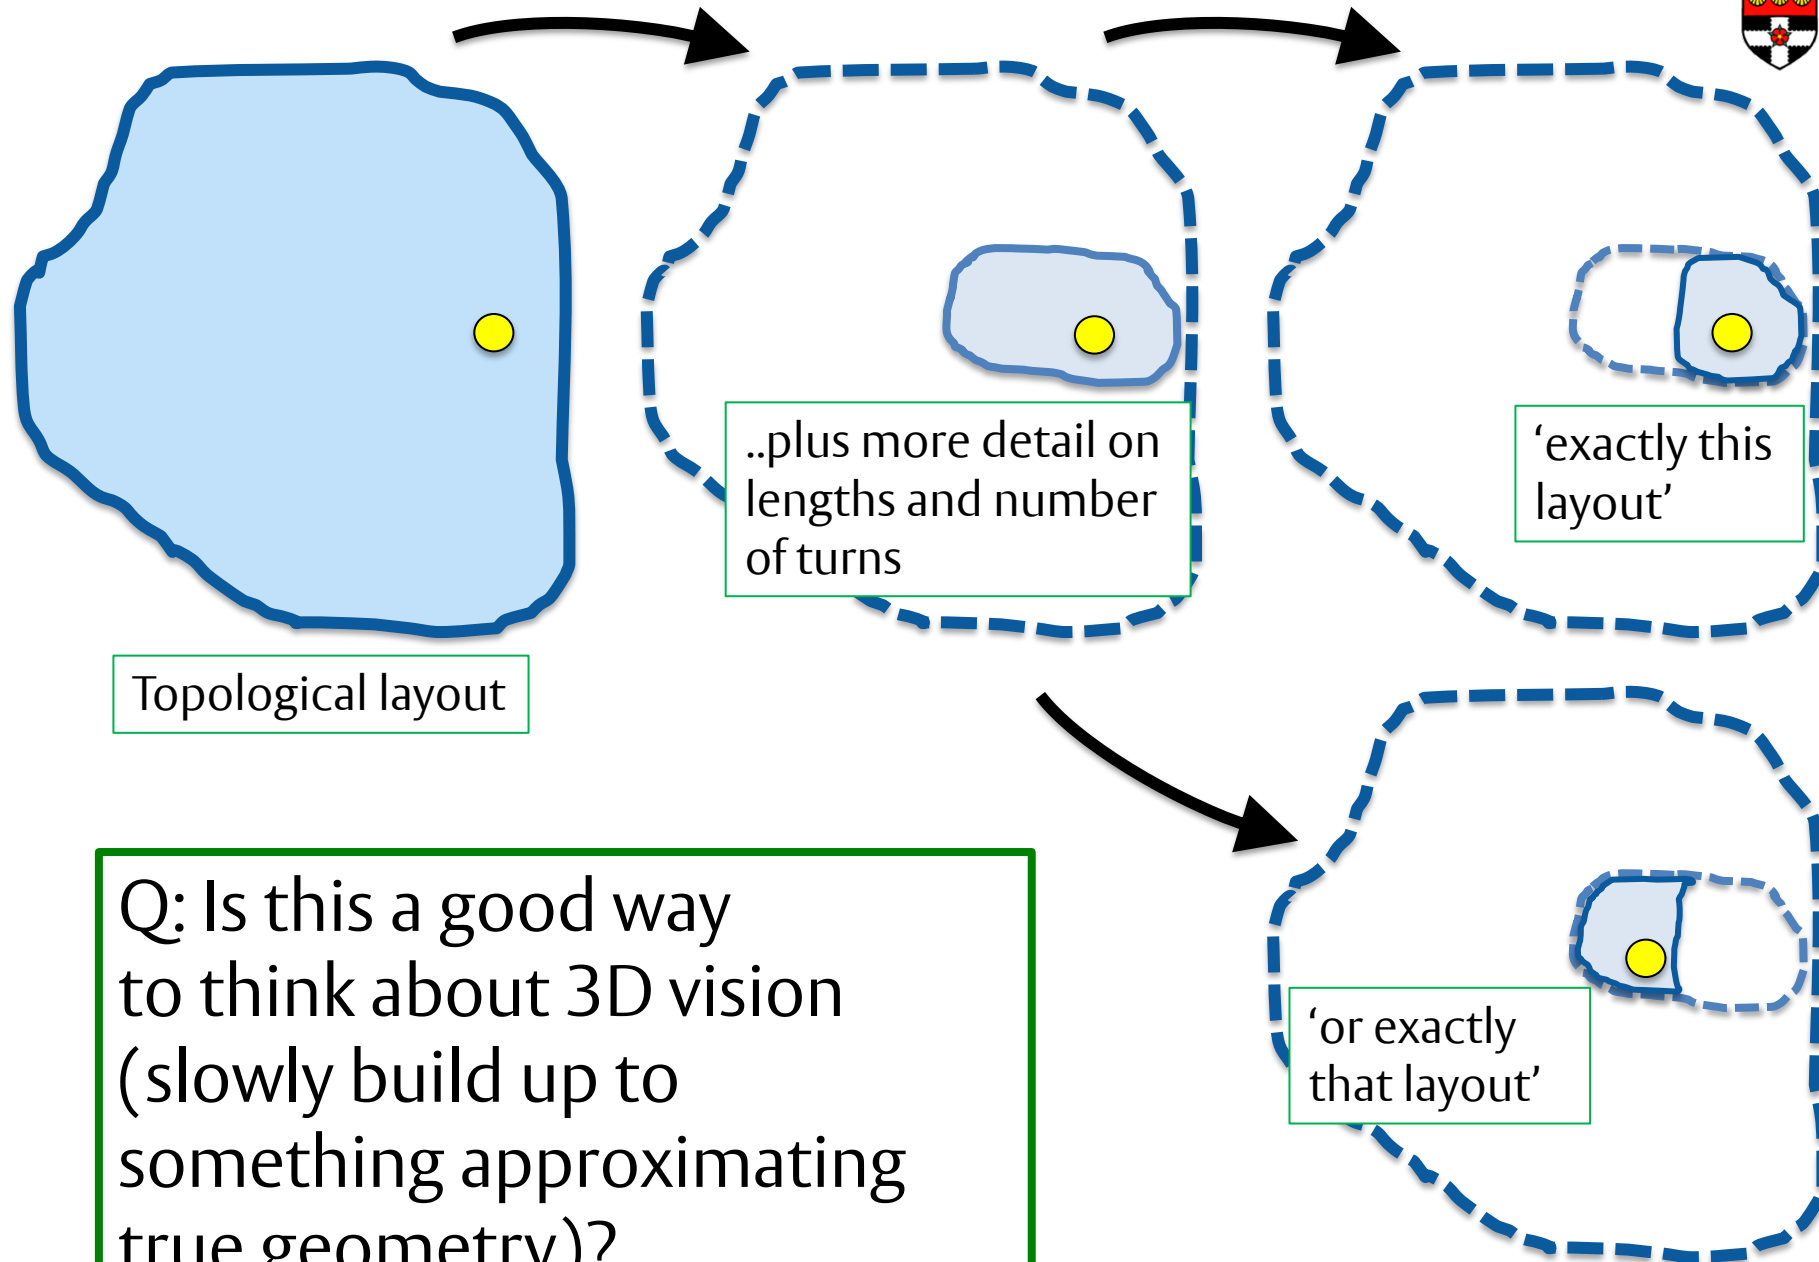 ..plus more detail on
lengths and number
of turns
‘exactly this
layout’
Topological layout
Q: Is this a good way
to think about 3D vision
(slowly build up to
something approximating
true geometry)?
‘or exactly
that layout’